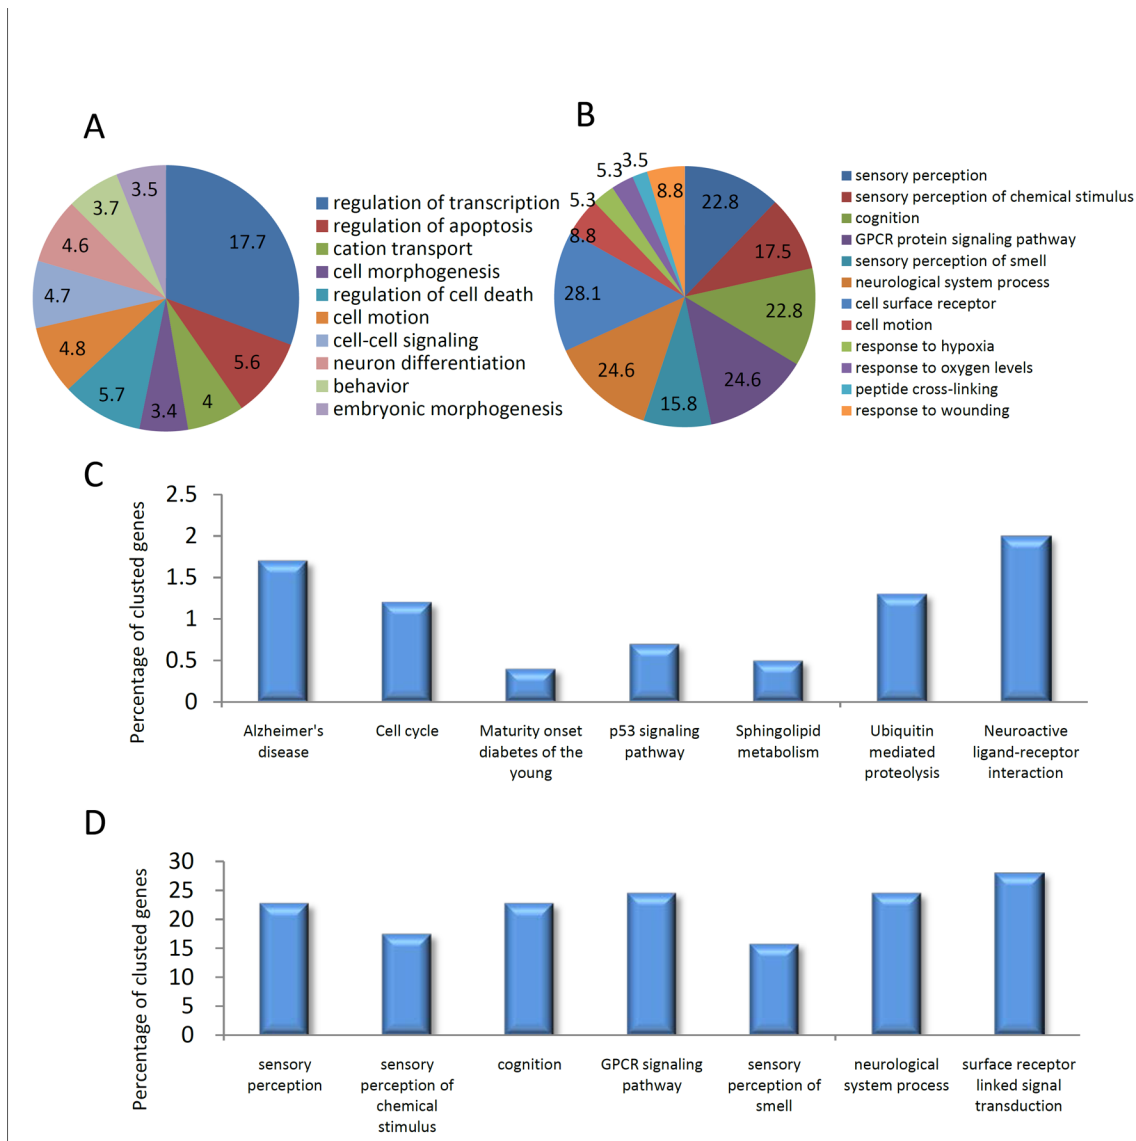 A
3.5
3.7
4.6
4.7
4.8
5.7
3.4
4
5.6
17.7
regulation of transcription
regulation of apoptosis
cation transport
cell morphogenesis
regulation of cell death
cell motion
cell-cell signaling
neuron differentiation
behavior
embryonic morphogenesis
B
3.5
5.3
5.3
8.8
8.8
22.8
17.5
28.1
22.8
24.6
24.6
15.8
sensory perception
sensory perception of chemical stimulus
cognition
GPCR protein signaling pathway
sensory perception of smell
neurological system process
cell surface receptor
cell motion
response to hypoxia
response to oxygen levels
peptide cross-linking
response to wounding
C
Percentage of clusted genes
2.5
2
1.5
1
0.5
0
Alzheimer's
disease
Cell cycle
Maturity onset
diabetes of the
young
p53 signaling
pathway
Sphingolipid
metabolism
Ubiquitin
mediated
proteolysis
Neuroactive
ligand-receptor
interaction
D
Percentage of clusted genes
30
25
20
15
10
5
0
sensory
perception
sensory
perception of
chemical
stimulus
cognition
GPCR signaling
pathway
sensory
perception of
smell
neurological
system process
surface receptor
linked signal
transduction